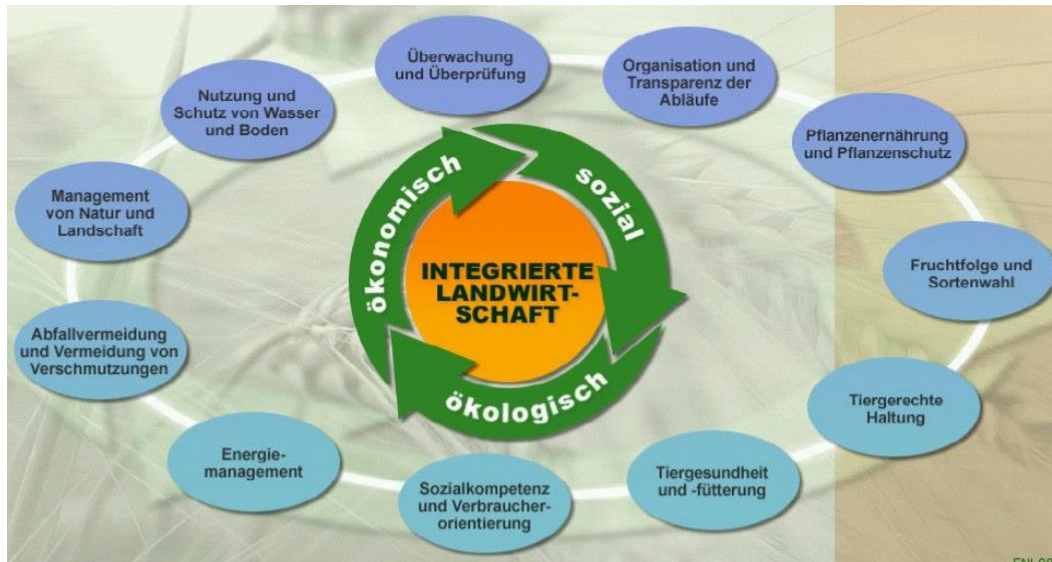 Überwachung
und Überprüfung
Organisation und
Transparenz der
Abläufe
Pflanzenernährung
und Pflanzenschutz
Fruchtfolge und
Sortenwahl
Tiergerechte
Haltung
Tiergesundheit
und -fütterung
Sozialkompetenz
und Verbraucher-
orientierung
Energie-
management
Abfallvermeidung
und Vermeidung von
Verschmutzungen
Management
von Natur und
Landschaft
Nutzung und
Schutz von Wasser
und Boden
ökonomisch
sozial
ökologisch
INTEGRIERTE
LANDWIRT-
SCHAFT